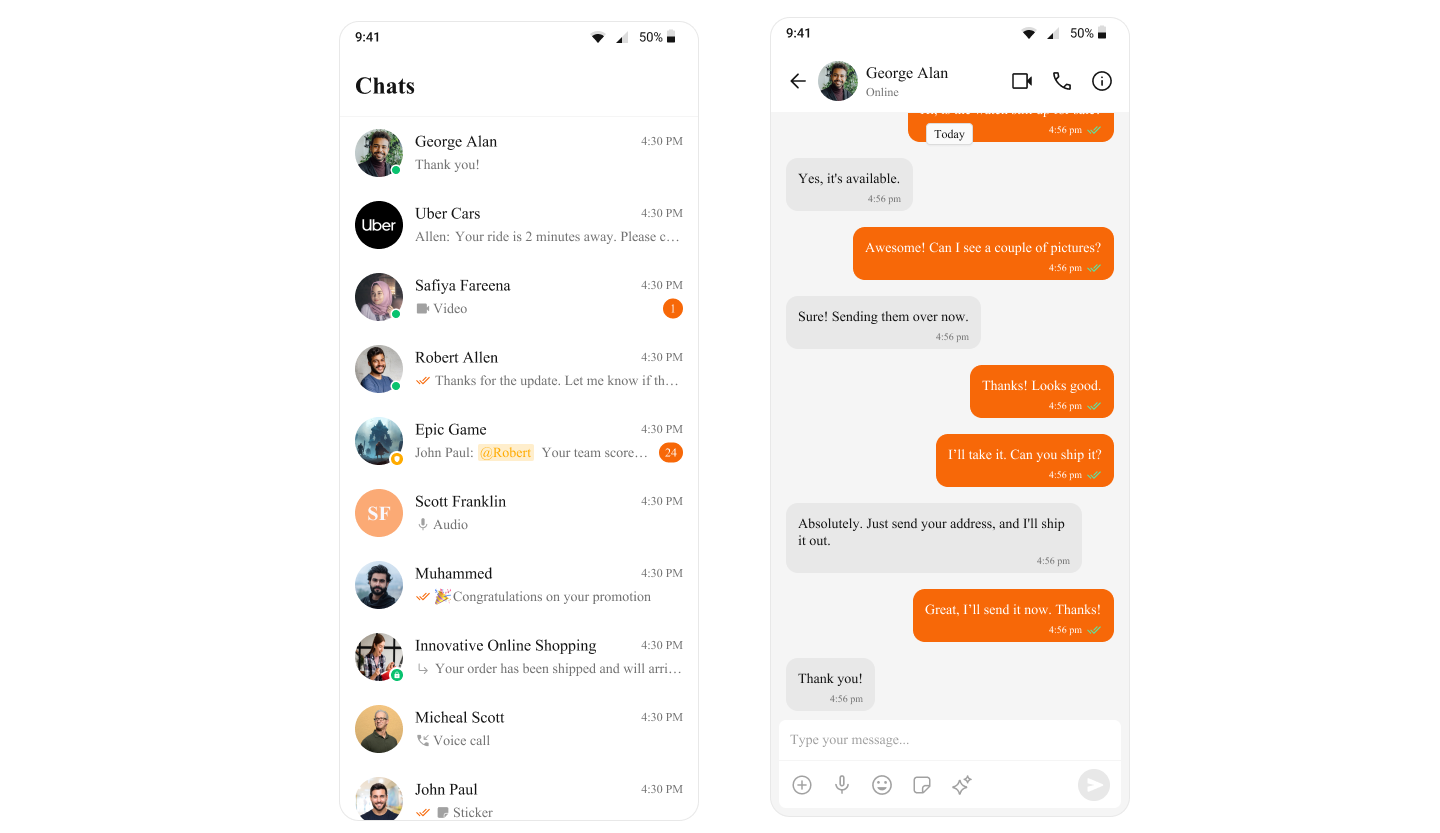 9:41
50%
Chats
George Alan
4:30 PM
Thank you!
Uber
Uber Cars
4:30 PM
Allen: Your ride is 2 minutes away. Please c…
Safiya Fareena
4:30 PM
Video
1
Robert Allen
4:30 PM
Thanks for the update. Let me know if th…
Epic Game
4:30 PM
John Paul: @Robert Your team score…
24
SF
Scott Franklin
4:30 PM
Audio
Muhammed
4:30 PM
🎉Congratulations on your promotion
Innovative Online Shopping
4:30 PM
Your order has been shipped and will arri…
Micheal Scott
4:30 PM
Voice call
John Paul
4:30 PM
Sticker
9:41
50%
George Alan
Online
4:56 pm
Today
Yes, it's available.
4:56 pm
Awesome! Can I see a couple of pictures?
4:56 pm
Sure! Sending them over now.
4:56 pm
Thanks! Looks good.
4:56 pm
I’ll take it. Can you ship it?
4:56 pm
Absolutely. Just send your address, and I'll ship
it out.
4:56 pm
Great, I’ll send it now. Thanks!
4:56 pm
Thank you!
4:56 pm
Type your message...